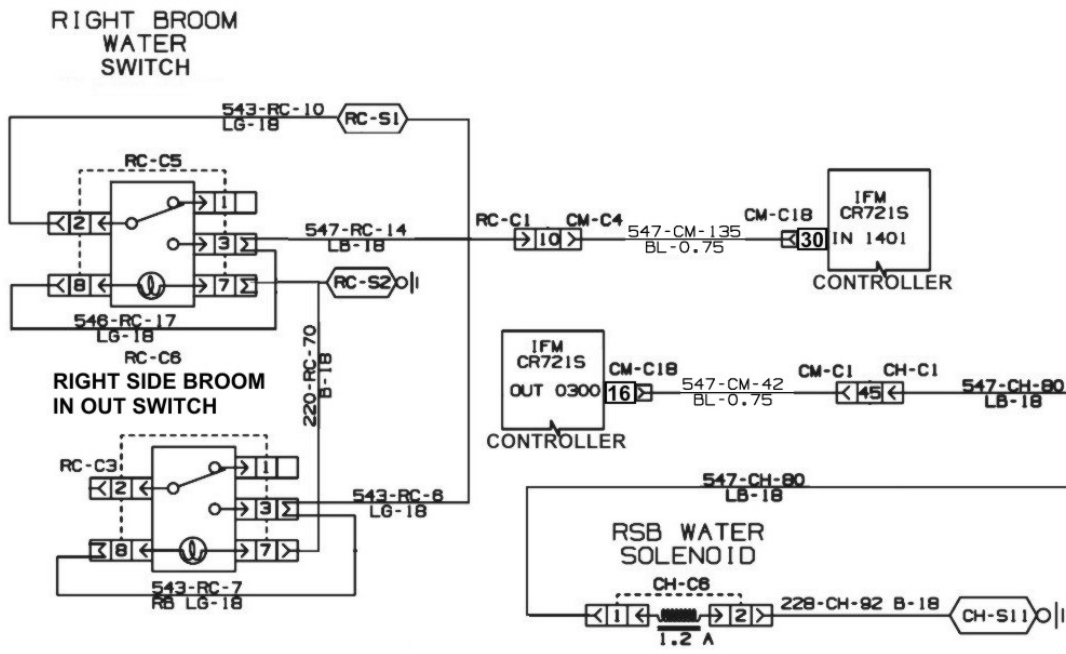 RIGHT BROOM
WATER
SWITCH
543-RC-10
LG-18
RC-S1
RC-C5
1
2
3
547-RC-14
LB-18
RC-C1
CM-C4
10
547-CM-135
BL-0.75
CM-C18
30
IFM
CR721S
IN 1401
CONTROLLER
8
7
RC-S2
546-RC-17
LG-18
RC-C6
220-RC-70
B-18
RIGHT SIDE BROOM
IN OUT SWITCH
IFM
CR721S
OUT 0300
CONTROLLER
CM-C18
16
547-CM-42
BL-0.75
CM-C1
CH-C1
45
547-CH-80
LB-18
RC-C3
1
2
3
543-RC-6
LG-18
8
7
543-RC-7
RB LG-18
547-CH-80
LB-18
RSB WATER
SOLENOID
CH-C6
1
2
1.2 A
228-CH-92 B-18
CH-S11